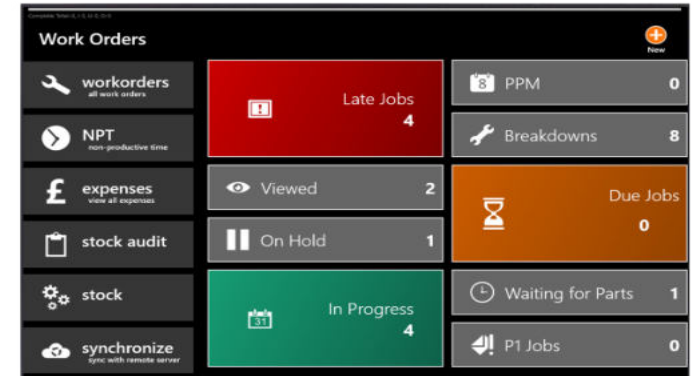 Work Orders
New
workorders
all work orders
NPT
non-productive time
expenses
view all expenses
stock audit
stock
synchronize
sync with remote server
Late Jobs
4
Viewed 2
On Hold 1
31
In Progress
4
8 PPM 0
Breakdowns 8
Due Jobs
0
Waiting for Parts 1
P1 Jobs 0